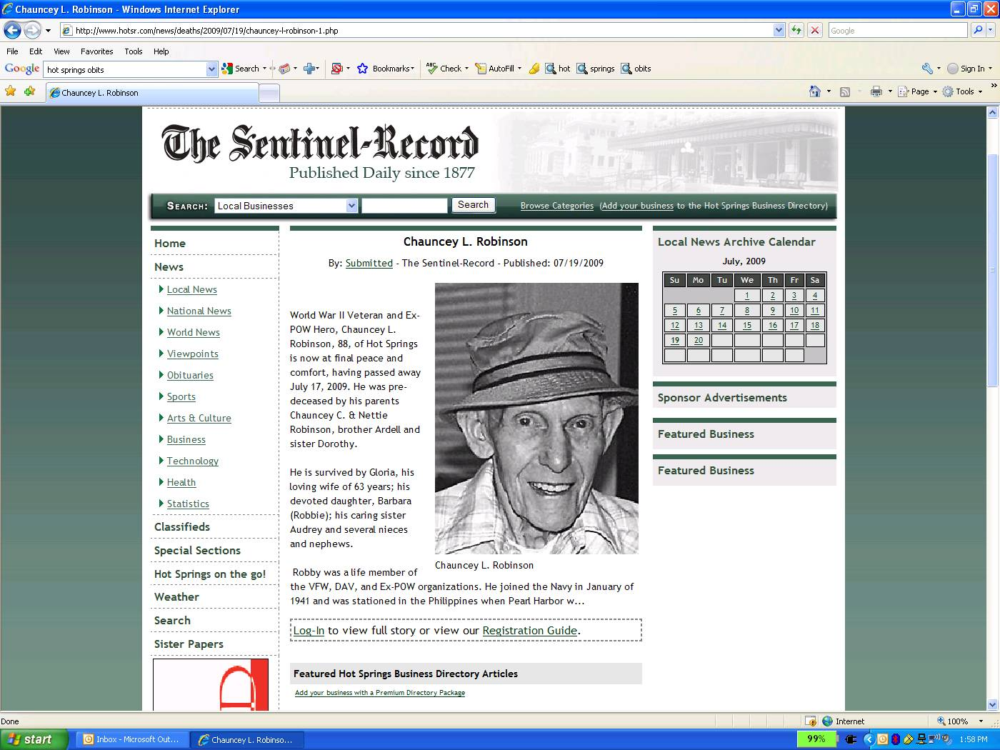 Chauncey L. Robinson - Windows Internet Explorer
http://www.hotsr.com/news/deaths/2009/07/19/chauncey-l-robinson-1.php
Google
File Edit View Favorites Tools Help
Google hot springs obits Search Bookmarks Check AutoFill hot springs obits Sign In
Chauncey L. Robinson Page Tools
The Sentinel-Record
Published Daily since 1877
SEARCH: Local Businesses Search Browse Categories (Add your business to the Hot Springs Business Directory)
Home
News
Local News
National News
World News
Viewpoints
Obituaries
Sports
Arts & Culture
Business
Technology
Health
Statistics
Classifieds
Special Sections
Hot Springs on the go!
Weather
Search
Sister Papers
Chauncey L. Robinson
By: Submitted - The Sentinel-Record - Published: 07/19/2009
World War II Veteran and Ex-
POW Hero, Chauncey L.
Robinson, 88, of Hot Springs
is now at final peace and
comfort, having passed away
July 17, 2009. He was pre-
deceased by his parents
Chauncey C. & Nettie
Robinson, brother Ardell and
sister Dorothy.
He is survived by Gloria, his
loving wife of 63 years; his
devoted daughter, Barbara
(Robbie); his caring sister
Audrey and several nieces
and nephews.
Chauncey L. Robinson
Robby was a life member of
the VFW, DAV, and Ex-POW organizations. He joined the Navy in January of
1941 and was stationed in the Philippines when Pearl Harbor w...
Log-In to view full story or view our Registration Guide.
Featured Hot Springs Business Directory Articles
Add your business with a Premium Directory Package
Local News Archive Calendar
July, 2009
Su Mo Tu We Th Fr Sa
1 2 3 4
5 6 7 8 9 10 11
12 13 14 15 16 17 18
19 20
Sponsor Advertisements
Featured Business
Featured Business
Done Internet 100%
start Inbox - Microsoft Out... Chauncey L. Robinso... 99% 1:58 PM